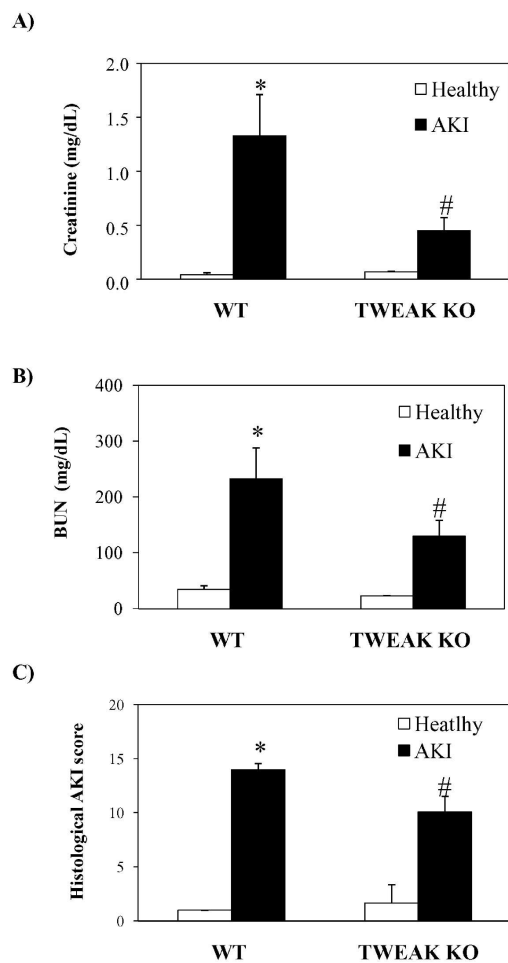 A)
Creatinine (mg/dL)
2.0
1.5
1.0
0.5
0.0
Healthy
AKI
*
#
WT
TWEAK KO
B)
BUN (mg/dL)
400
300
200
100
0
Healthy
AKI
*
#
WT
TWEAK KO
C)
Histological AKI score
20
15
10
5
0
Heatlhy
AKI
*
#
WT
TWEAK KO